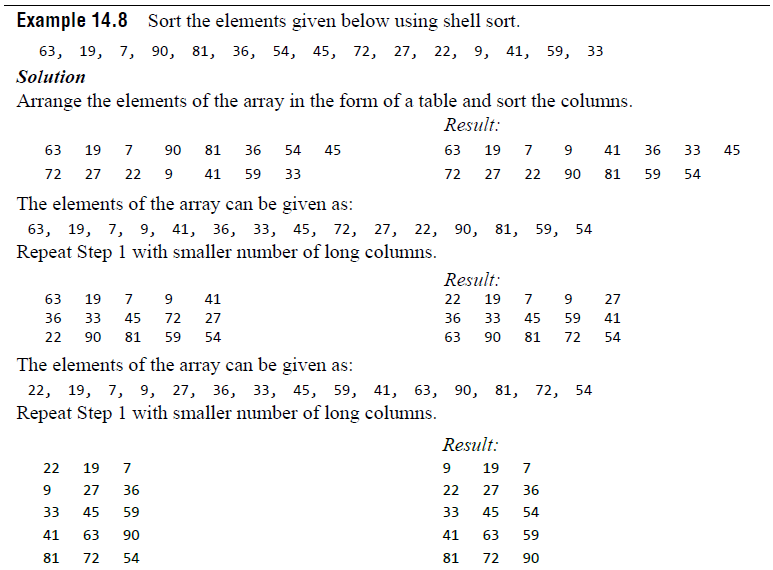 Example 14.8 Sort the elements given below using shell sort.
63, 19, 7, 90, 81, 36, 54, 45, 72, 27, 22, 9, 41, 59, 33
Solution
Arrange the elements of the array in the form of a table and sort the columns.
Result:
63 19 7 90 81 36 54 45 63 19 7 9 41 36 33 45
72 27 22 9 41 59 33 72 27 22 90 81 59 54
The elements of the array can be given as:
63, 19, 7, 9, 41, 36, 33, 45, 72, 27, 22, 90, 81, 59, 54
Repeat Step 1 with smaller number of long columns.
Result:
63 19 7 9 41 22 19 7 9 27
36 33 45 72 27 36 33 45 59 41
22 90 81 59 54 63 90 81 72 54
The elements of the array can be given as:
22, 19, 7, 9, 27, 36, 33, 45, 59, 41, 63, 90, 81, 72, 54
Repeat Step 1 with smaller number of long columns.
Result:
22 19 7 9 19 7
9 27 36 22 27 36
33 45 59 33 45 54
41 63 90 41 63 59
81 72 54 81 72 90